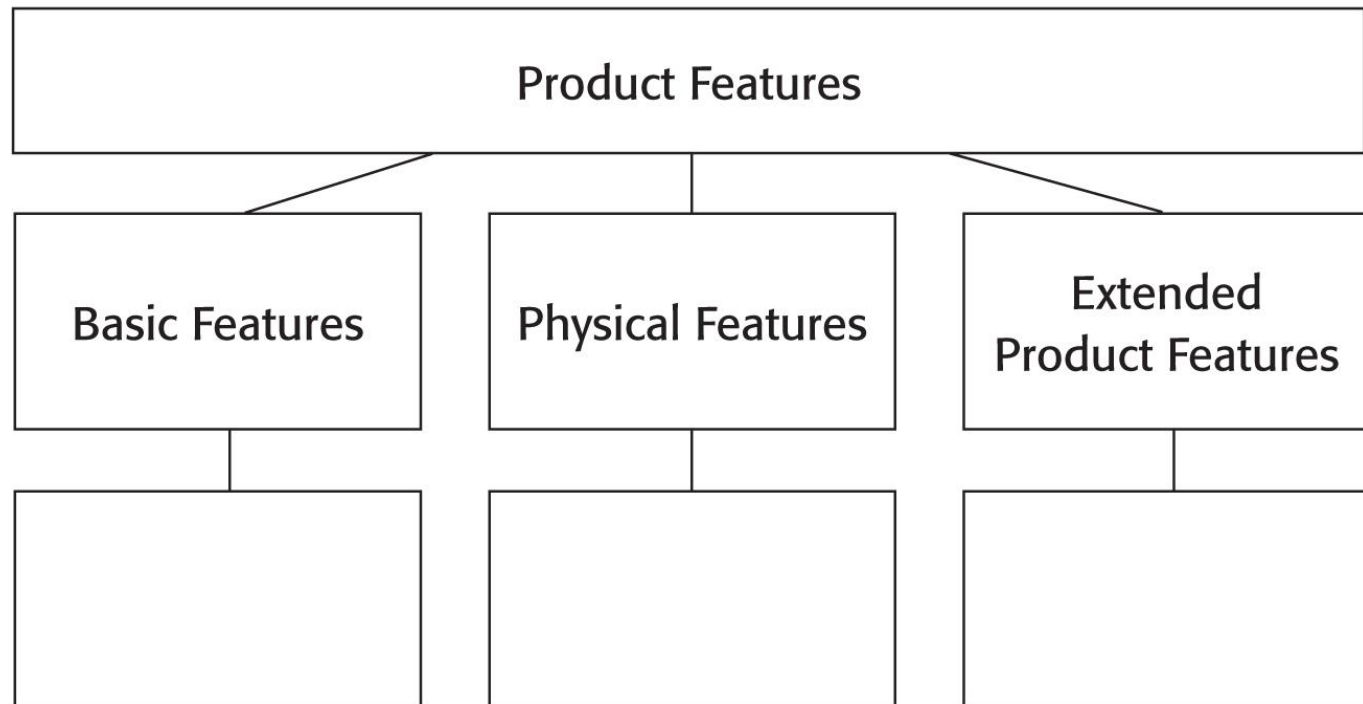 Product Features
Basic Features
Physical Features
Extended
Product Features